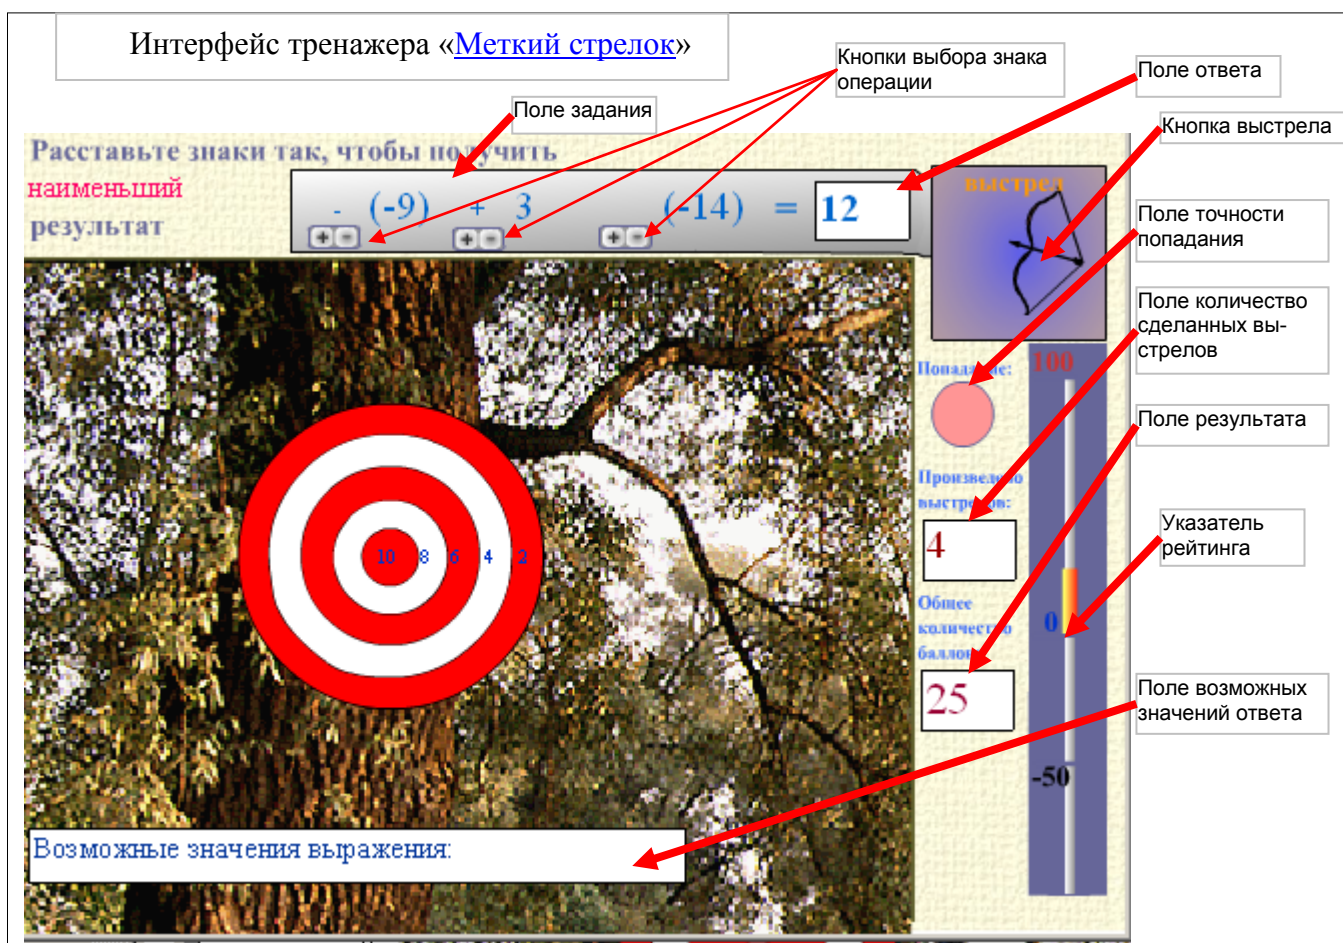 Интерфейс тренажера «Меткий стрелок»
Кнопки выбора знака
операции
Поле ответа
Поле задания
Кнопка выстрела
Расставьте знаки так, чтобы получить
наименьший
результат
- (-9) + 3 (-14) = 12
+ - + - + -
выстрел
Поле точности
попадания
Поле количество
сделанных вы-
стрелов
Попадание:
100
Поле результата
10 8 6 4 2
Произведено
выстрелов:
4
Указатель
рейтинга
Общее
количество
баллов
0
25
Поле возможных
значений ответа
-50
Возможные значения выражения: